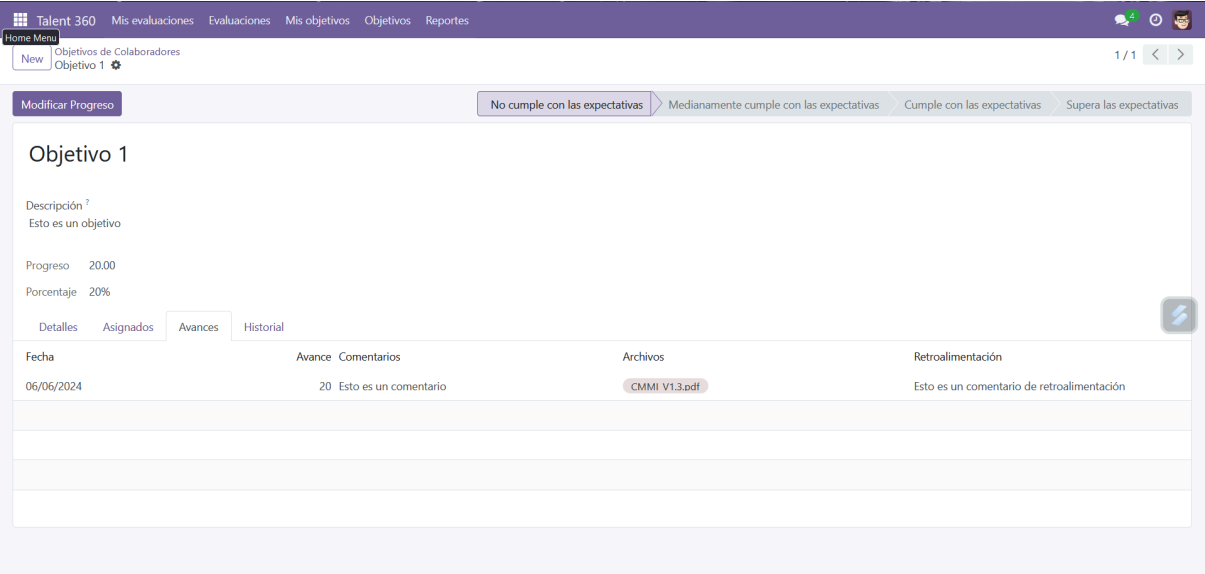 Talent 360 Mis evaluaciones Evaluaciones Mis objetivos Objetivos Reportes 4
Home Menu
New Objetivos de Colaboradores
Objetivo 1 1 / 1
Modificar Progreso No cumple con las expectativas Medianamente cumple con las expectativas Cumple con las expectativas Supera las expectativas
Objetivo 1
Descripción ?
Esto es un objetivo
Progreso 20.00
Porcentaje 20%
Detalles Asignados Avances Historial
Fecha Avance Comentarios Archivos Retroalimentación
06/06/2024 20 Esto es un comentario CMMI V1.3.pdf Esto es un comentario de retroalimentación